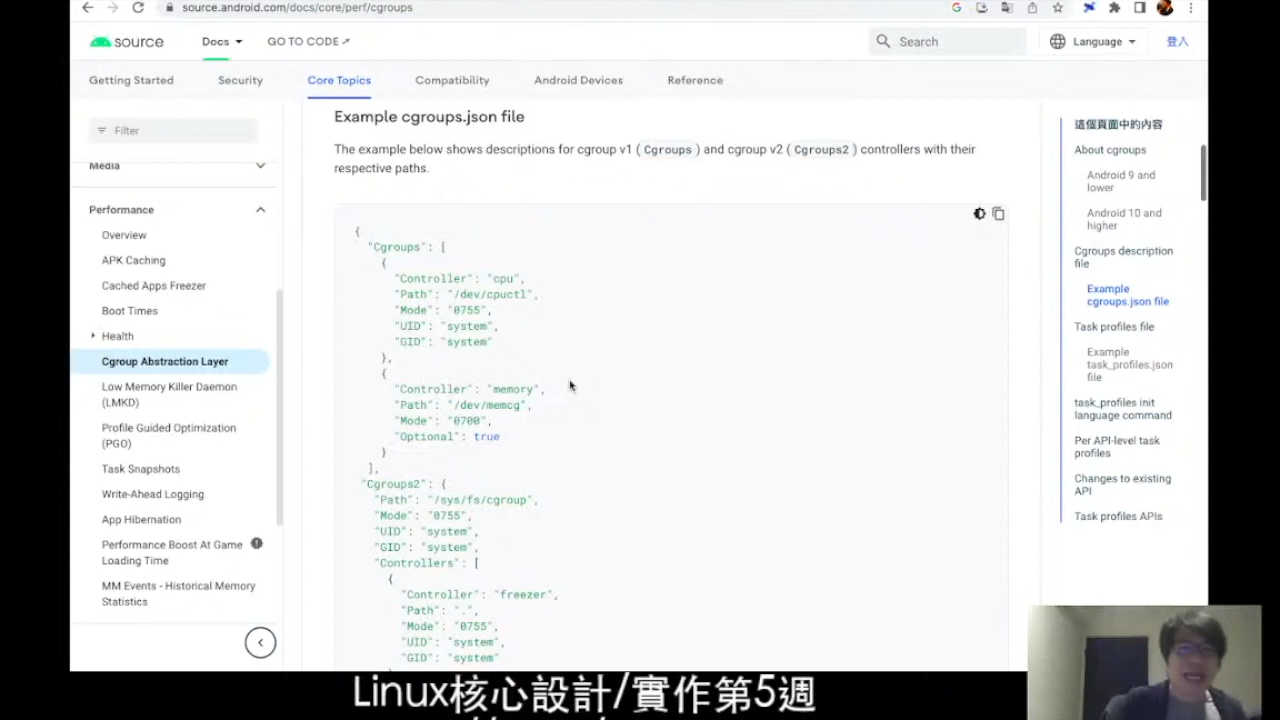 source.android.com/docs/core/perf/cgroups
source
Docs
GO TO CODE ↗
Search
Language
登入
Getting Started
Security
Core Topics
Compatibility
Android Devices
Reference
Filter
Media
Performance
Overview
APK Caching
Cached Apps Freezer
Boot Times
Health
Cgroup Abstraction Layer
Low Memory Killer Daemon
(LMKD)
Profile Guided Optimization
(PGO)
Task Snapshots
Write-Ahead Logging
App Hibernation
Performance Boost At Game
Loading Time
MM Events - Historical Memory
Statistics
Example cgroups.json file
The example below shows descriptions for cgroup v1 ( Cgroups ) and cgroup v2 ( Cgroups2 ) controllers with their
respective paths.
{
"Cgroups": [
{
"Controller": "cpu",
"Path": "/dev/cpuctl",
"Mode": "0755",
"UID": "system",
"GID": "system"
},
{
"Controller": "memory",
"Path": "/dev/memcg",
"Mode": "0700",
"Optional": true
}
],
"Cgroups2": {
"Path": "/sys/fs/cgroup",
"Mode": "0755",
"UID": "system",
"GID": "system",
"Controllers": [
{
"Controller": "freezer",
"Path": ".",
"Mode": "0755",
"UID": "system",
"GID": "system"
這個頁面中的內容
About cgroups
Android 9 and
lower
Android 10 and
higher
Cgroups description
file
Example
cgroups.json file
Task profiles file
Example
task_profiles.json
file
task_profiles init
language command
Per API-level task
profiles
Changes to existing
API
Task profiles APIs
Linux核心設計/實作第5週